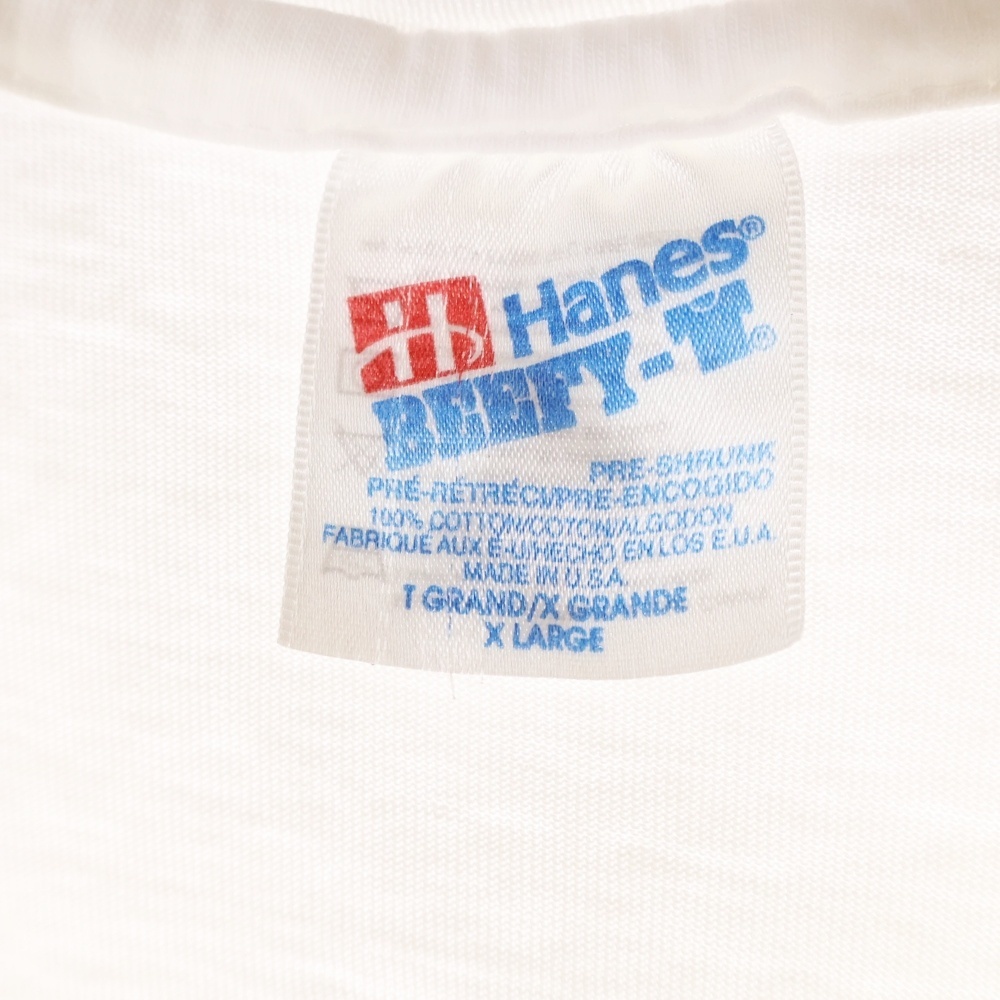 H Hanes®
BEEFY-T®
PRE-SHRUNK
PRÉ-RÉTRÉCI/PRE-ENCOGIDO
100% COTTON/COTON/ALGODON
FABRIQUE AUX É-U/HECHO EN LOS E.U.A.
MADE IN U.S.A.
T GRAND/X GRANDE
X LARGE